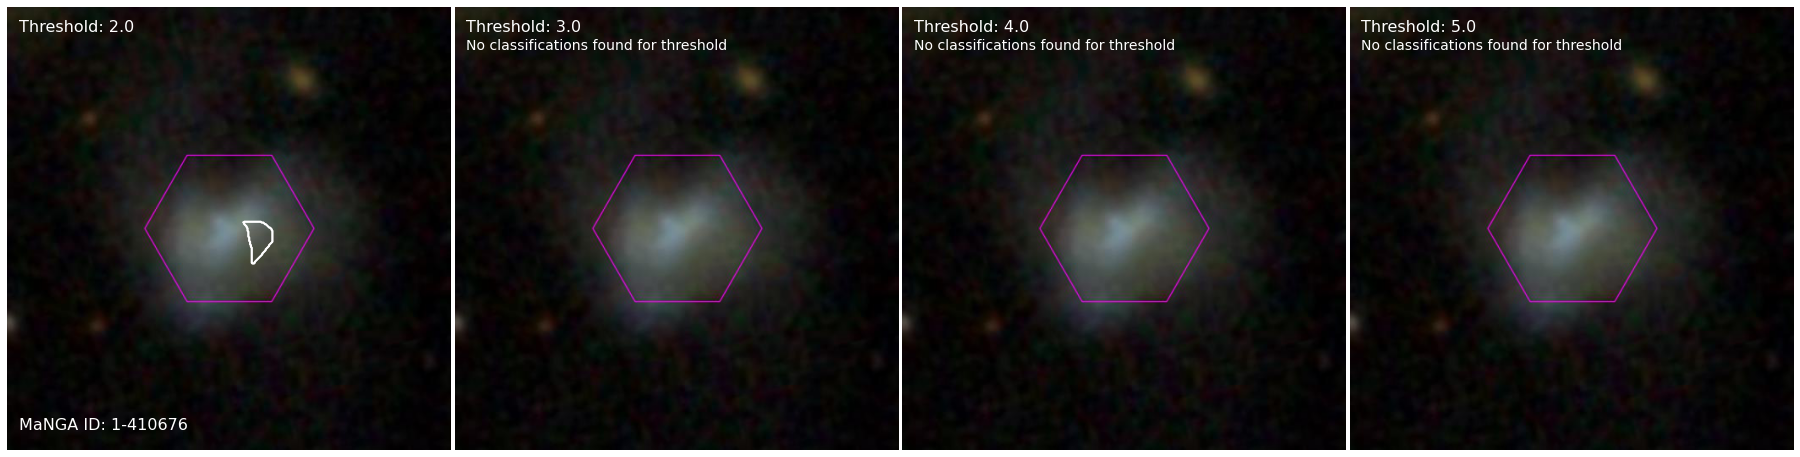 Threshold: 2.0
MaNGA ID: 1-410676
Threshold: 3.0
No classifications found for threshold
Threshold: 4.0
No classifications found for threshold
Threshold: 5.0
No classifications found for threshold